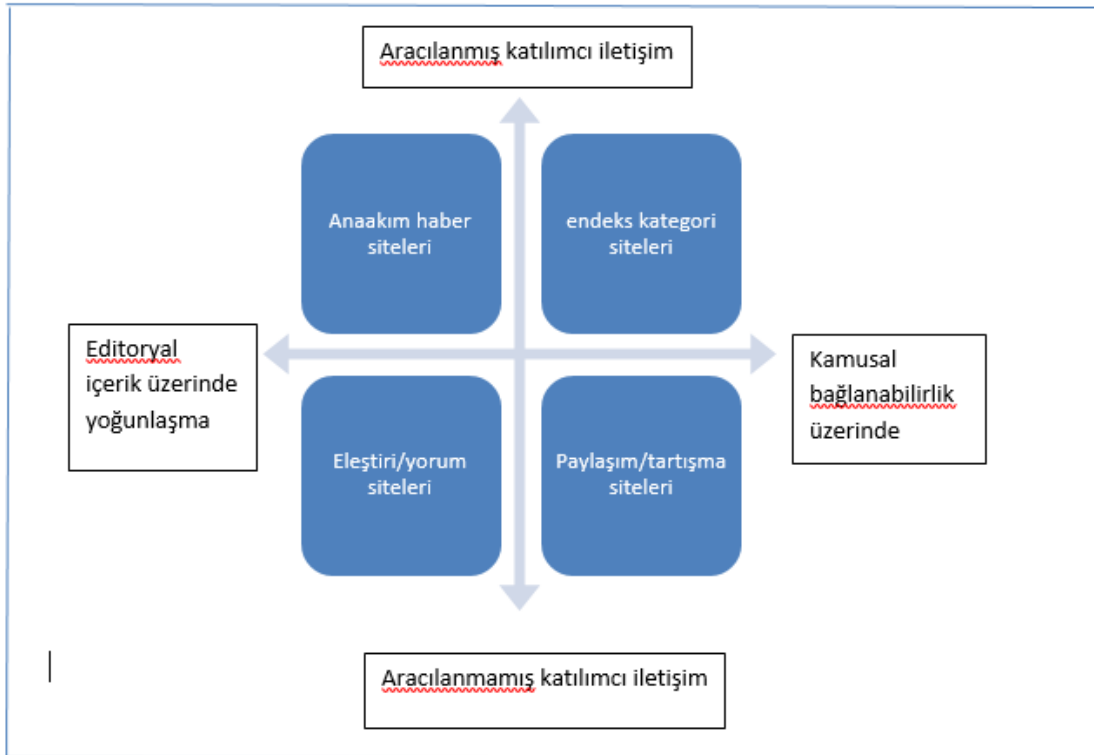 Aracılanmış katılımcı iletişim
Anaakım haber
siteleri
endeks kategori
siteleri
Editoryal
içerik üzerinde
yoğunlaşma
Kamusal
bağlanabilirlik
üzerinde
Eleştiri/yorum
siteleri
Paylaşım/tartışma
siteleri
Aracılanmamış katılımcı iletişim